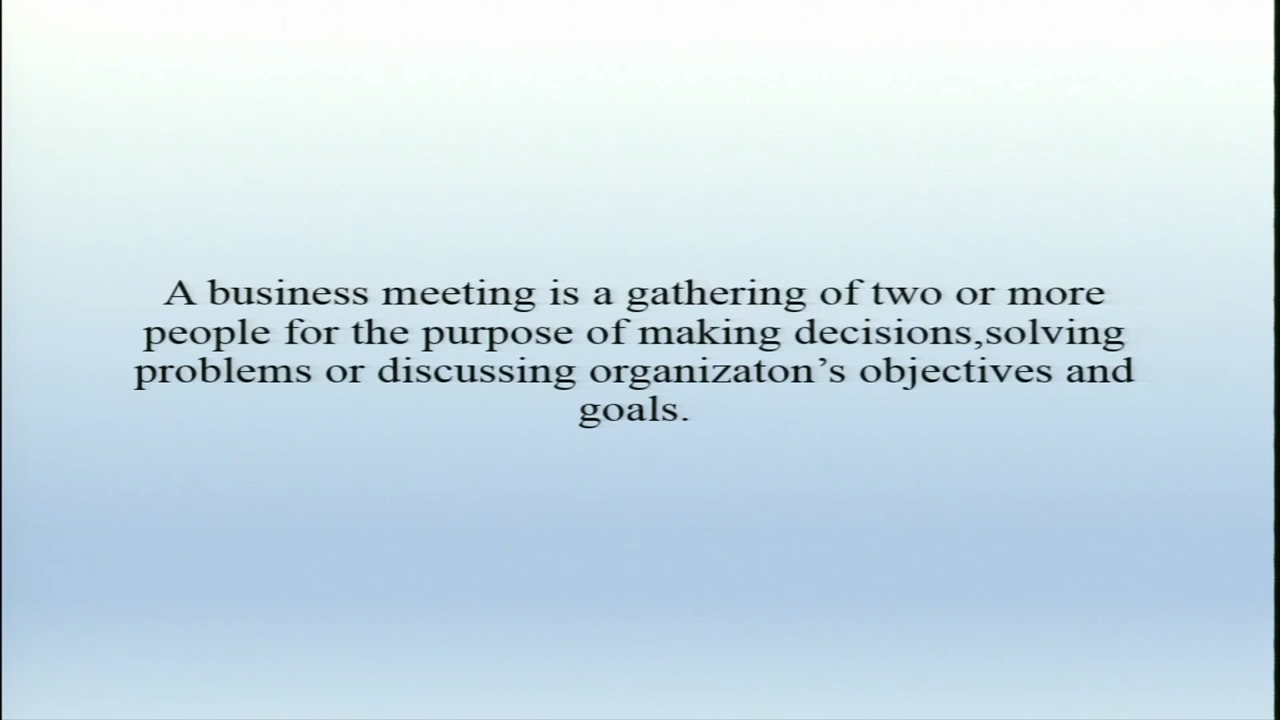 A business meeting is a gathering of two or more
people for the purpose of making decisions,solving
problems or discussing organizaton’s objectives and
goals.